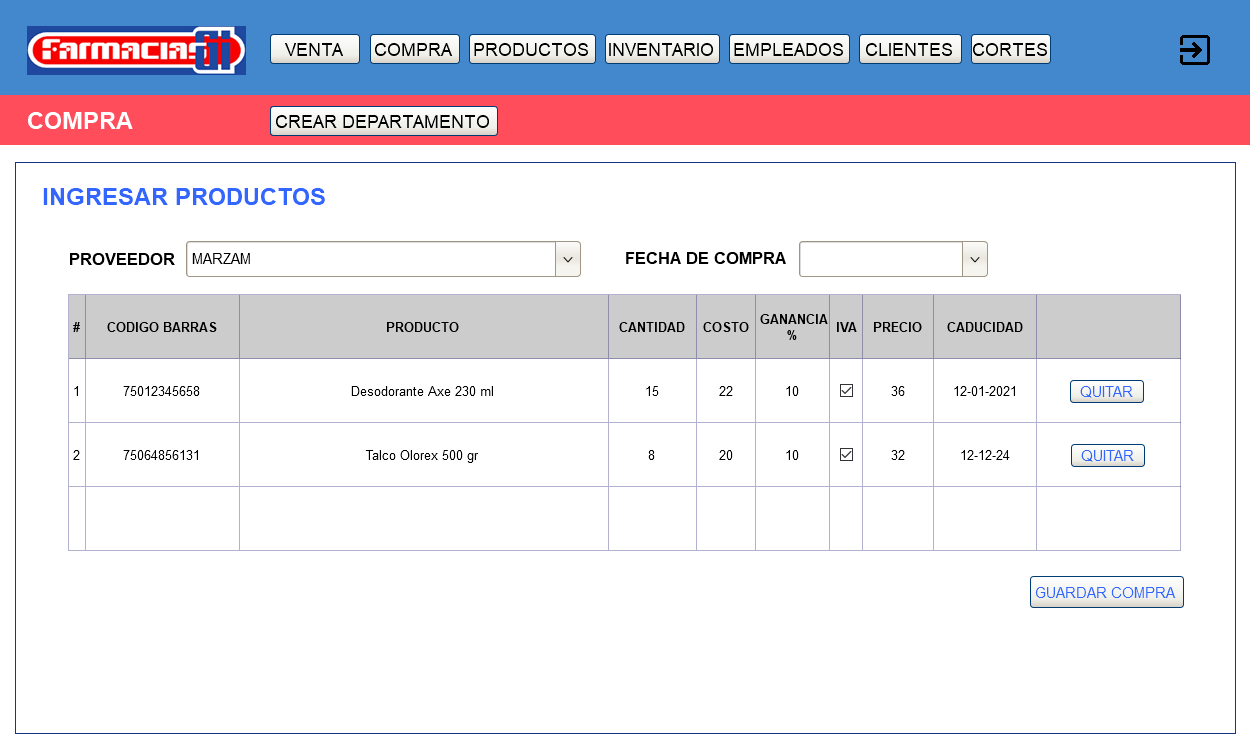 Farmacias GI
VENTA COMPRA PRODUCTOS INVENTARIO EMPLEADOS CLIENTES CORTES
COMPRA CREAR DEPARTAMENTO
INGRESAR PRODUCTOS
PROVEEDOR MARZAM FECHA DE COMPRA
# CODIGO BARRAS PRODUCTO CANTIDAD COSTO GANANCIA % IVA PRECIO CADUCIDAD
1 75012345658 Desodorante Axe 230 ml 15 22 10 36 12-01-2021 QUITAR
2 75064856131 Talco Olorex 500 gr 8 20 10 32 12-12-24 QUITAR
GUARDAR COMPRA